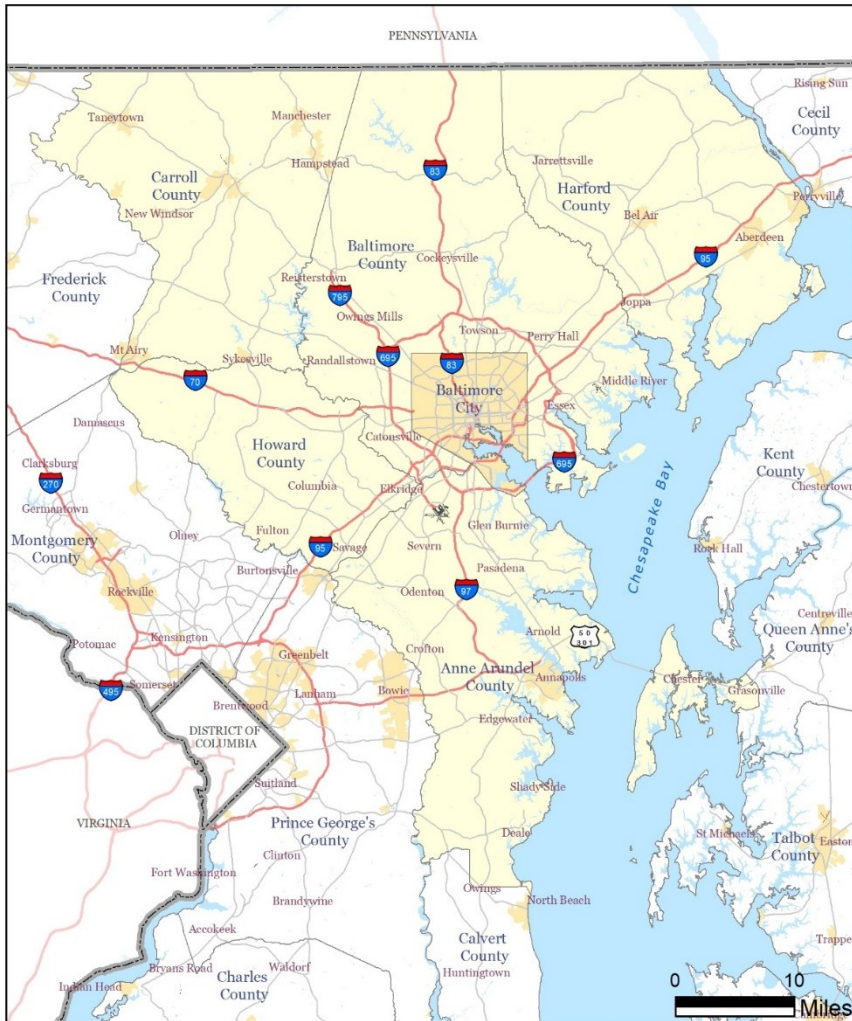 PENNSYLVANIA
Rising Sun
Cecil
County
Taneytown
Manchester
Hampstead
83
Jarrettsville
Carroll
County
Harford
County
Perryville
New Windsor
Bel Air
Aberdeen
Baltimore
County
Cockeysville
95
Frederick
County
Reisterstown
795
Joppa
Owings Mills
Towson
Perry Hall
Mt Airy
Sykesville
Randallstown
695
83
70
Baltimore
City
Middle River
Essex
Damascus
Catonsville
Howard
County
Kent
County
Clarksburg
270
Columbia
Elkridge
695
Chestertown
Germantown
Chesapeake Bay
Olney
Fulton
95
Savage
Severn
Glen Burnie
Montgomery
County
Rock Hall
Burtonsville
Pasadena
Rockville
Odenton
97
Centreville
Potomac
Kensington
Greenbelt
Crofton
Arnold
50
301
Queen Anne's
County
Anne Arundel
County
Somerset
495
Lanham
Bowie
Annapolis
Chester
Grasonville
Brentwood
Edgewater
DISTRICT OF
COLUMBIA
Suitland
Shady Side
VIRGINIA
Prince George's
County
Deale
St Michaels
Talbot
County
Easton
Clinton
Fort Washington
Owings
North Beach
Brandywine
Accokeek
Calvert
County
Trappe
Bryans Road
Waldorf
Huntingtown
Indian Head
Charles
County
0 10
Miles